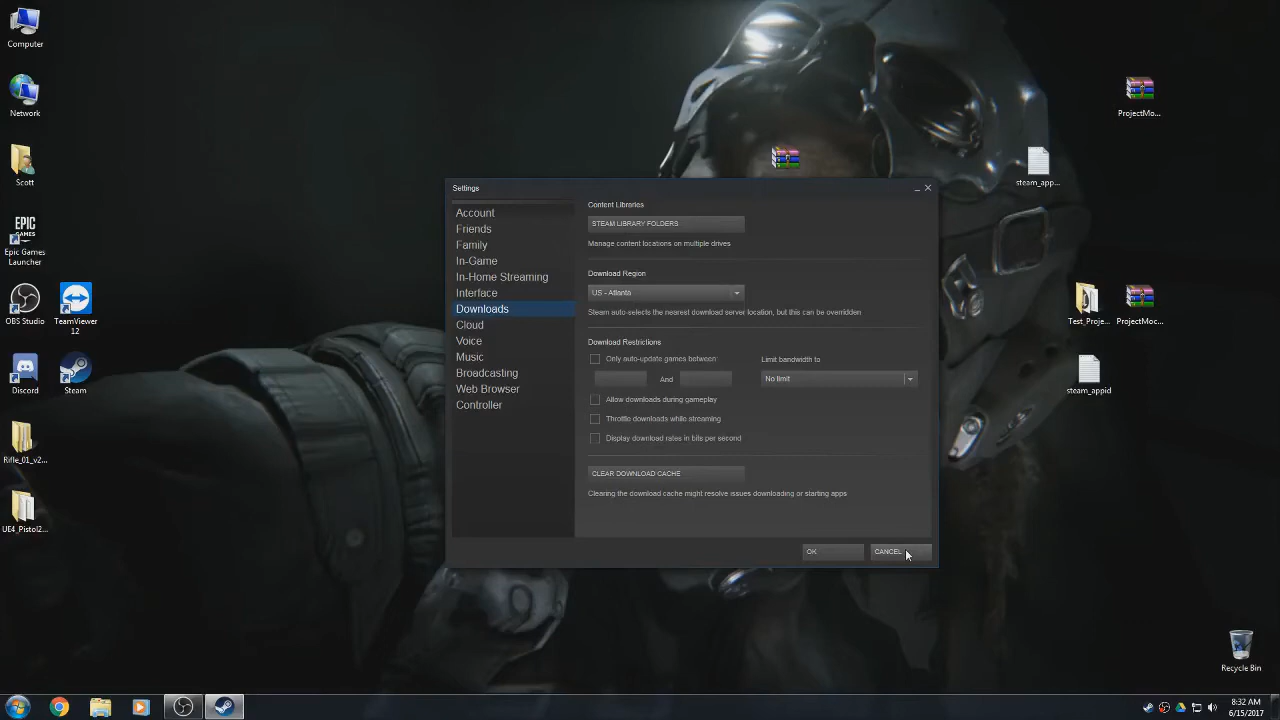 Computer
Network
Scott
EPIC
GAMES
Epic Games
Launcher
OBS Studio
TeamViewer
12
Discord
Steam
Rifle_01_v2...
UE4_Pistol2...
ProjectMo...
steam_app...
Test_Proje...
ProjectMoc...
steam_appid
Recycle Bin
Settings
Account
Friends
Family
In-Game
In-Home Streaming
Interface
Downloads
Cloud
Voice
Music
Broadcasting
Web Browser
Controller
Content Libraries
STEAM LIBRARY FOLDERS
Manage content locations on multiple drives
Download Region
US - Atlanta
Steam auto-selects the nearest download server location, but this can be overridden
Download Restrictions
Only auto-update games between:
And
Limit bandwidth to
No limit
Allow downloads during gameplay
Throttle downloads while streaming
Display download rates in bits per second
CLEAR DOWNLOAD CACHE
Clearing the download cache might resolve issues downloading or starting apps
OK
CANCEL
8:32 AM
6/15/2017